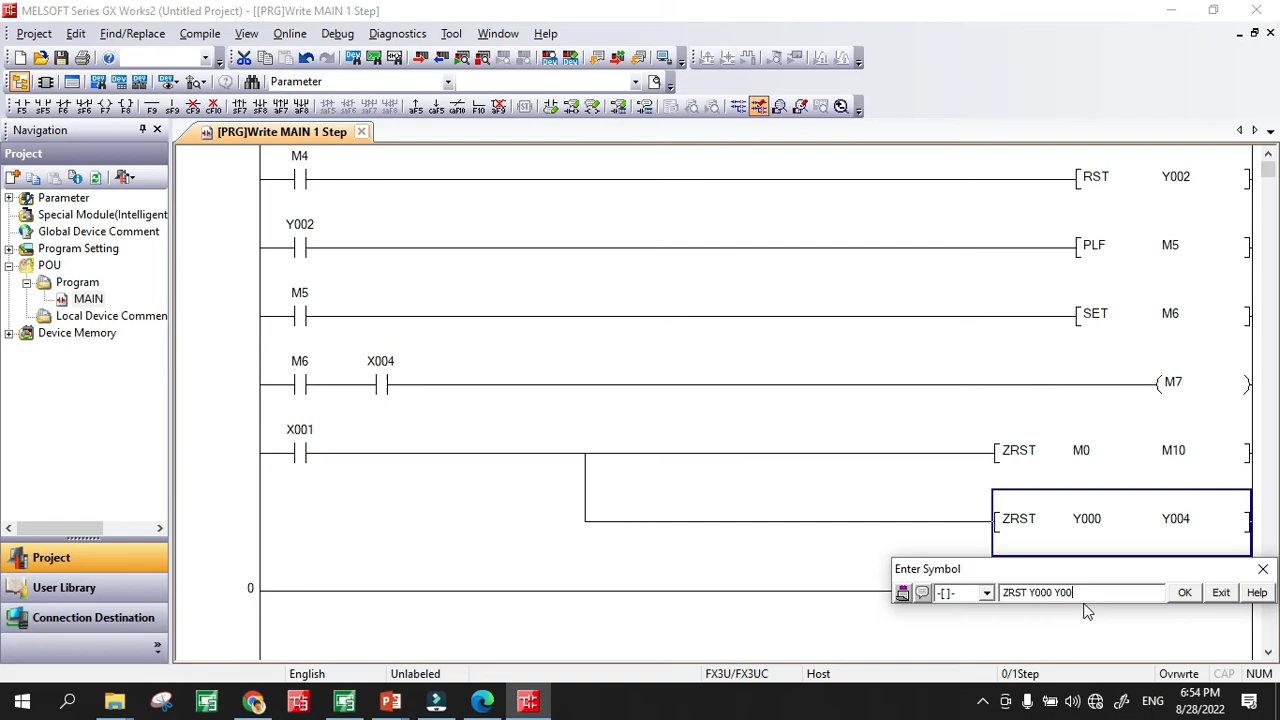 MELSOFT Series GX Works2 (Untitled Project) - [[PRG]Write MAIN 1 Step]
Project Edit Find/Replace Compile View Online Debug Diagnostics Tool Window Help
Parameter
Navigation
[PRG]Write MAIN 1 Step
Project
Parameter
Special Module(Intelligent
Global Device Comment
Program Setting
POU
Program
MAIN
Local Device Commen
Device Memory
Project
User Library
Connection Destination
M4
RST Y002
Y002
PLF M5
M5
SET M6
M6 X004
M7
X001
ZRST M0 M10
ZRST Y000 Y004
0
Enter Symbol
-[ ]- ZRST Y000 Y00 OK Exit Help
English Unlabeled FX3U/FX3UC Host 0/1Step Ovrwrte CAP NUM
ENG
6:54 PM
8/28/2022